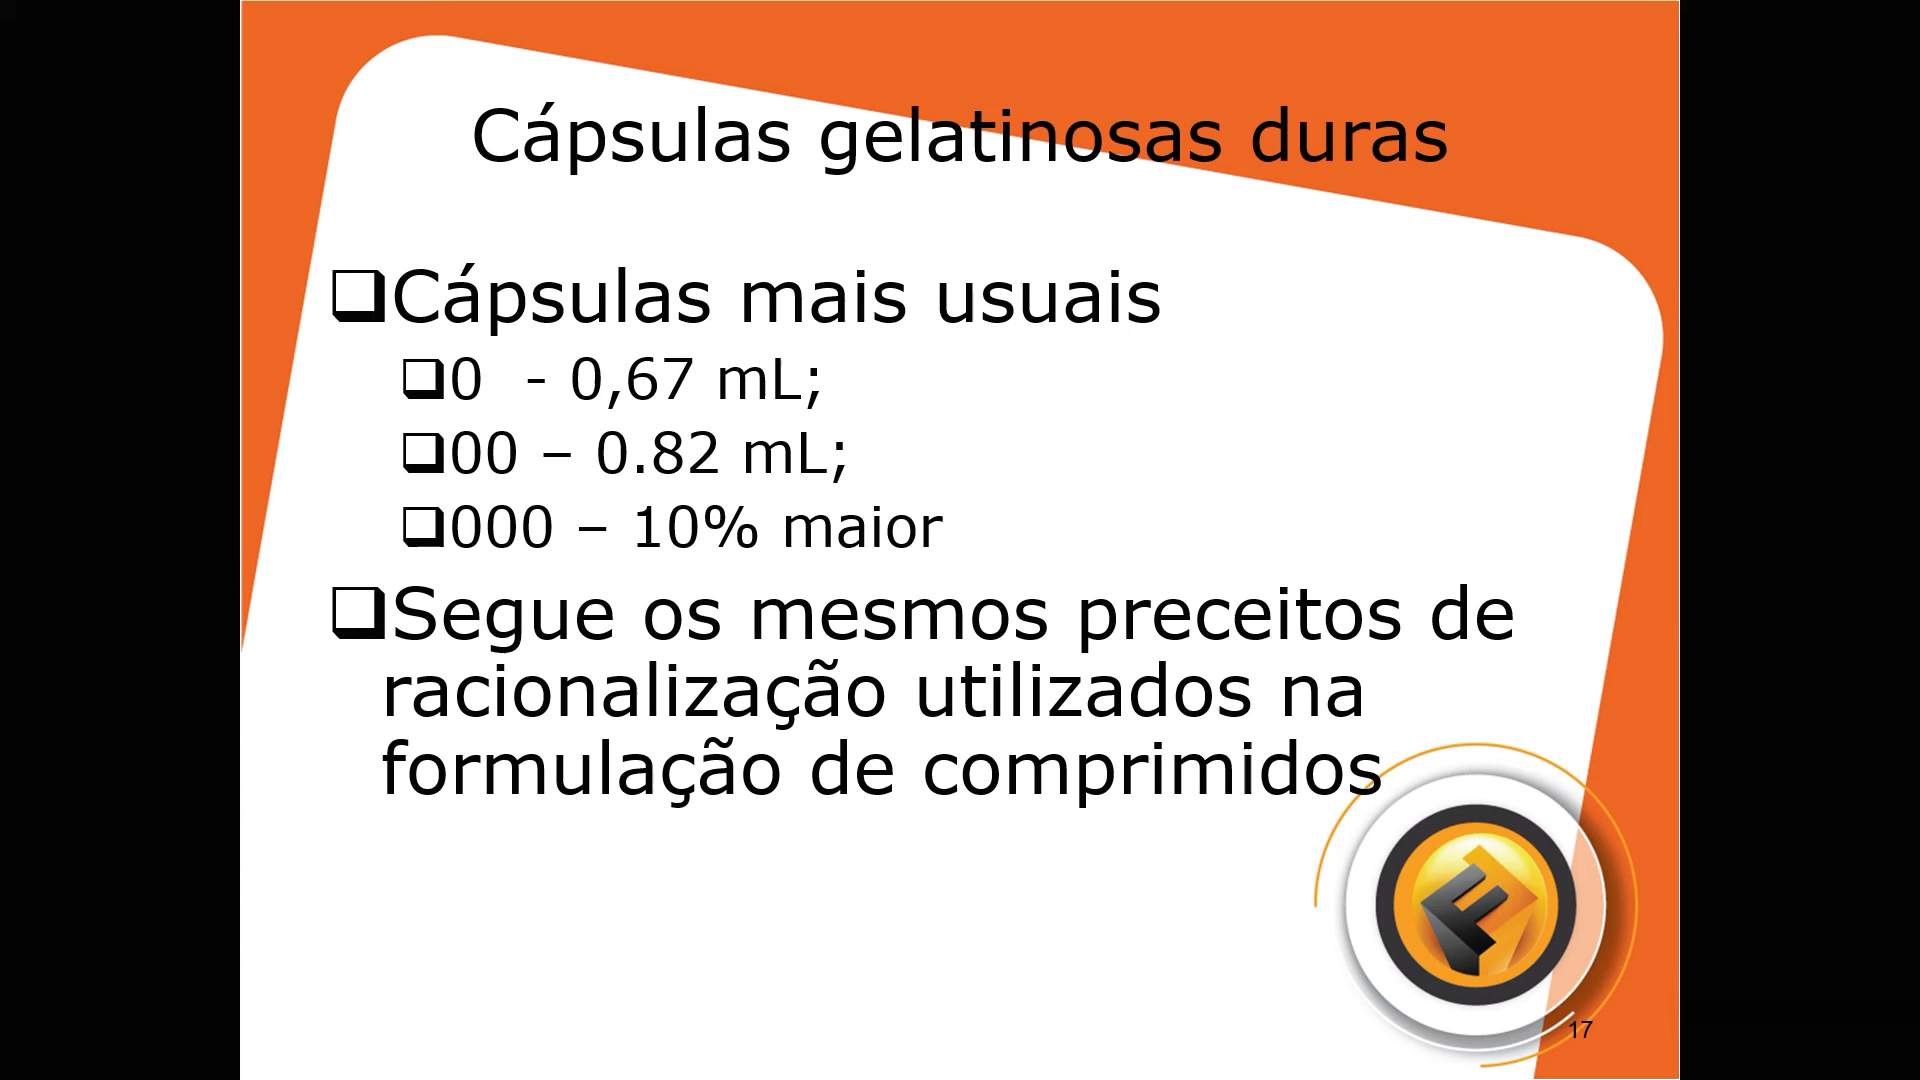 Cápsulas gelatinosas duras
❑Cápsulas mais usuais
❑0  - 0,67 mL;
❑00 – 0.82 mL;
❑000 – 10% maior
❑Segue os mesmos preceitos de
racionalização utilizados na
formulação de comprimidos
17